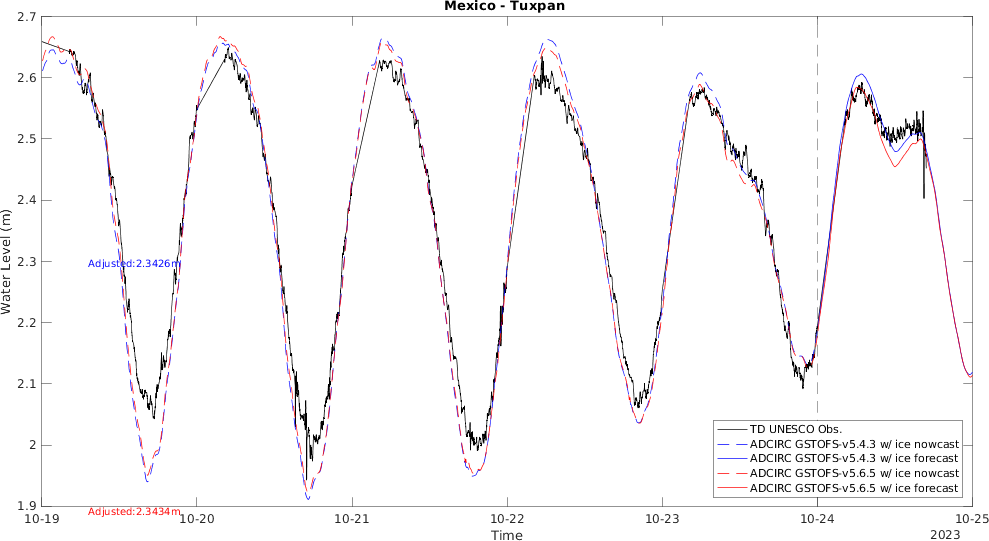 Mexico - Tuxpan
2.7
2.6
2.5
2.4
2.3
2.2
2.1
2
1.9
Water Level (m)
Adjusted:2.3426m
Adjusted:2.3434m
TD UNESCO Obs.
ADCIRC GSTOFS-v5.4.3 w/ ice nowcast
ADCIRC GSTOFS-v5.4.3 w/ ice forecast
ADCIRC GSTOFS-v5.6.5 w/ ice nowcast
ADCIRC GSTOFS-v5.6.5 w/ ice forecast
10-19 10-20 10-21 10-22 10-23 10-24 10-25
Time
2023